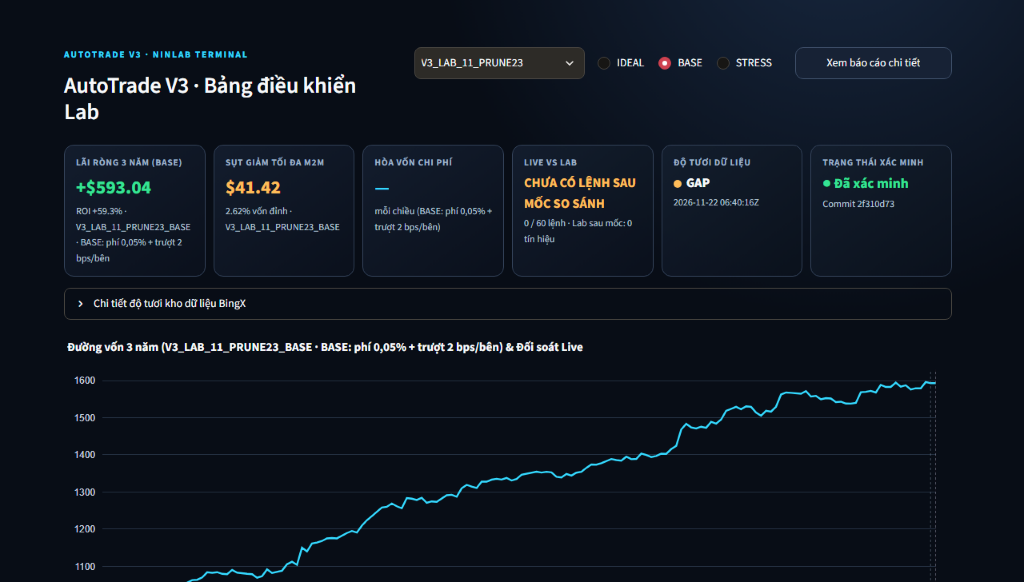 AUTOTRADE V3 · NINLAB TERMINAL
AutoTrade V3 · Bảng điều khiển
Lab
V3_LAB_11_PRUNE23
IDEAL
BASE
STRESS
Xem báo cáo chi tiết
LÃI RÒNG 3 NĂM (BASE)
+$593.04
ROI +59.3% ·
V3_LAB_11_PRUNE23_BASE
· BASE: phí 0,05% + trượt 2
bps/bên
SỤT GIẢM TỐI ĐA M2M
$41.42
2.62% vốn đỉnh ·
V3_LAB_11_PRUNE23_BASE
HÒA VỐN CHI PHÍ
—
mỗi chiều (BASE: phí 0,05% +
trượt 2 bps/bên)
LIVE VS LAB
CHƯA CÓ LỆNH SAU
MỐC SO SÁNH
0 / 60 lệnh · Lab sau mốc: 0
tín hiệu
ĐỘ TƯƠI DỮ LIỆU
GAP
2026-11-22 06:40:16Z
TRẠNG THÁI XÁC MINH
Đã xác minh
Commit 2f310d73
Chi tiết độ tươi kho dữ liệu BingX
Đường vốn 3 năm (V3_LAB_11_PRUNE23_BASE · BASE: phí 0,05% + trượt 2 bps/bên) & Đối soát Live
1600
1500
1400
1300
1200
1100